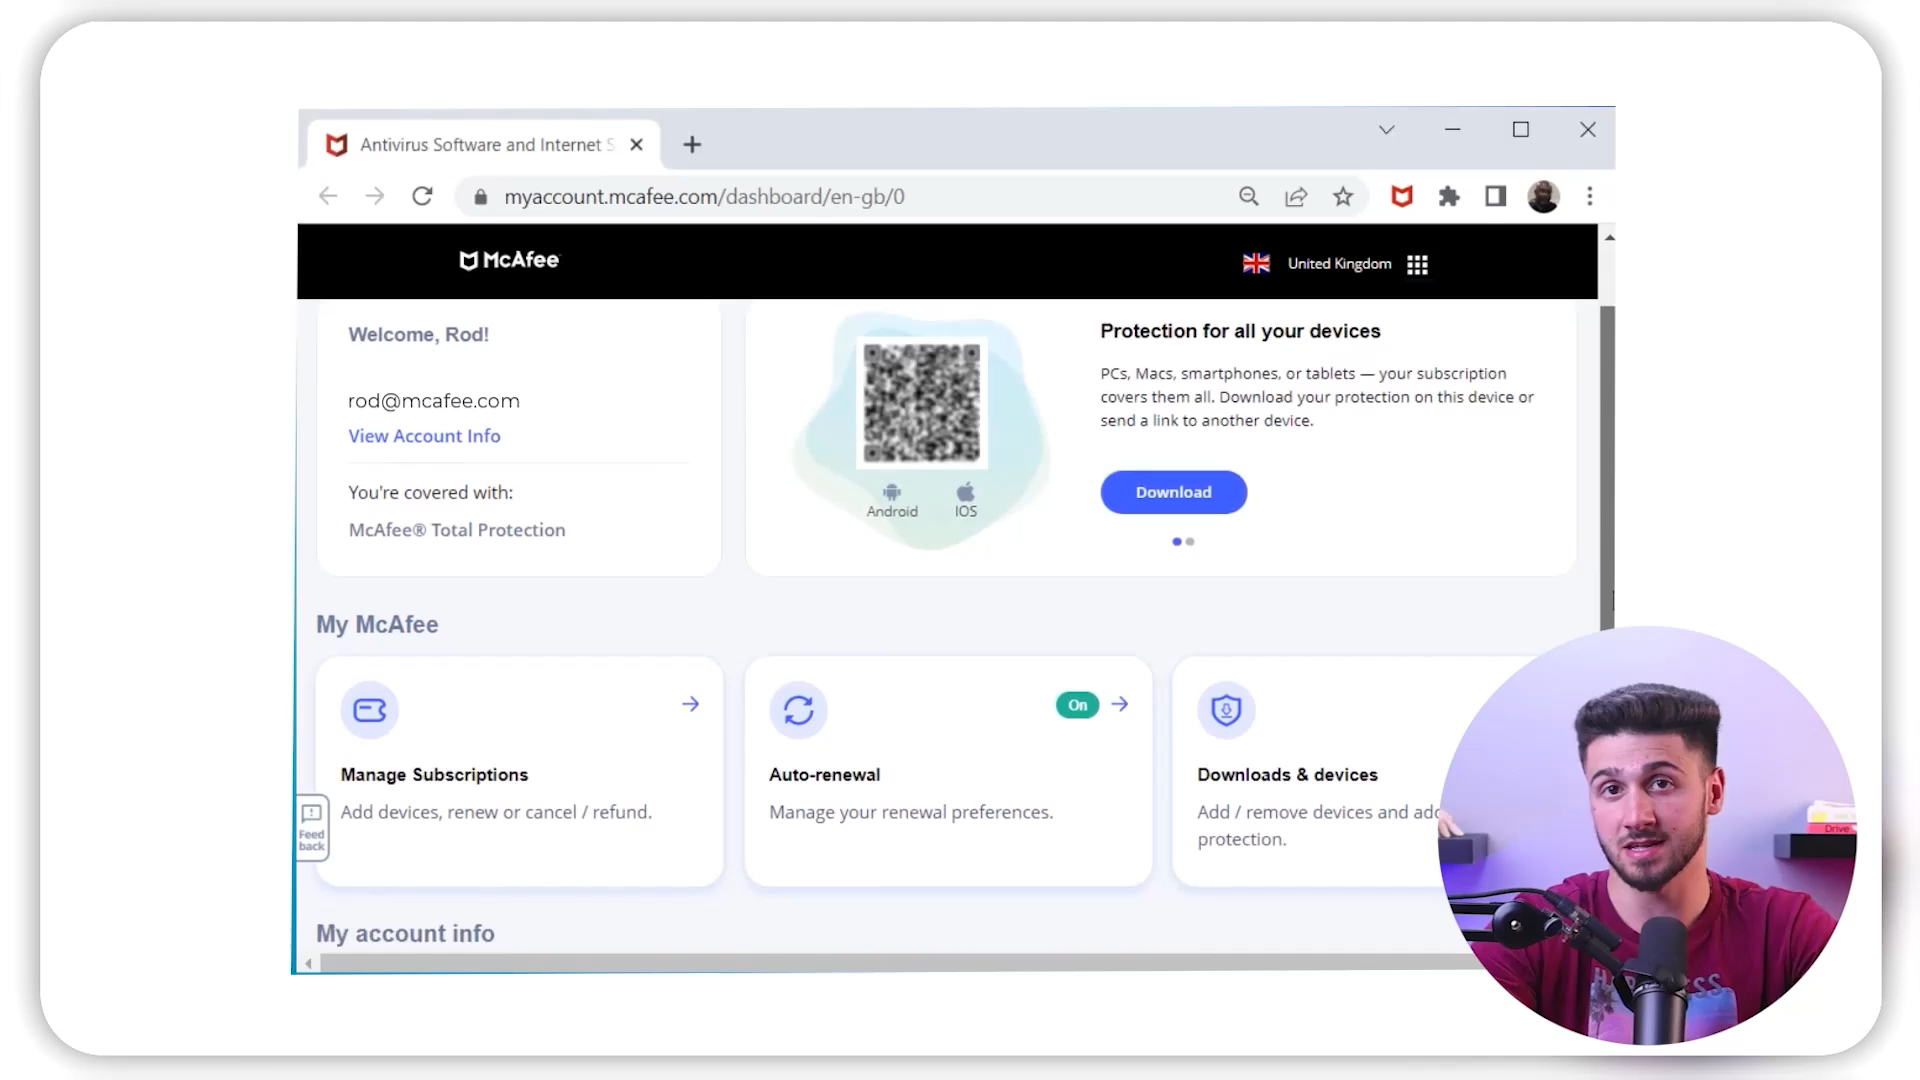 Antivirus Software and Internet S
myaccount.mcafee.com/dashboard/en-gb/0
McAfee
United Kingdom
Welcome, Rod!
rod@mcafee.com
View Account Info
You're covered with:
McAfee® Total Protection
Android
IOS
Protection for all your devices
PCs, Macs, smartphones, or tablets — your subscription
covers them all. Download your protection on this device or
send a link to another device.
Download
My McAfee
Manage Subscriptions
Add devices, renew or cancel / refund.
On
Auto-renewal
Manage your renewal preferences.
Downloads & devices
Add / remove devices and add
protection.
Feed
back
My account info
Drive